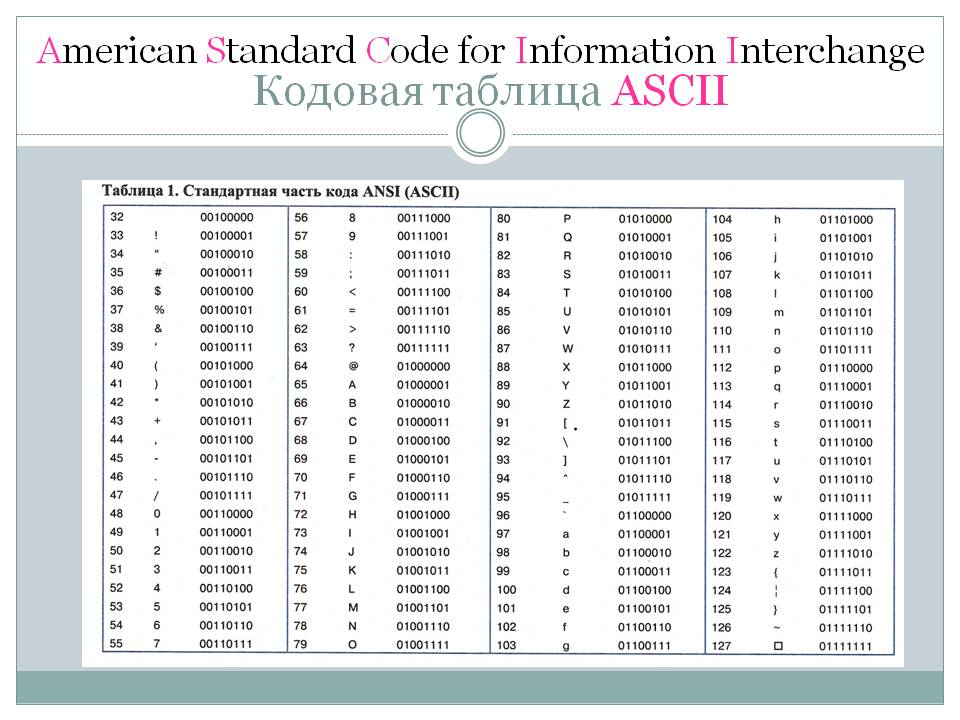 American Standard Code for Information Interchange
Кодовая таблица ASCII
Таблица 1. Стандартная часть кода ANSI (ASCII)
32 00100000 56 8 00111000 80 P 01010000 104 h 01101000
33 ! 00100001 57 9 00111001 81 Q 01010001 105 i 01101001
34 " 00100010 58 : 00111010 82 R 01010010 106 j 01101010
35 # 00100011 59 ; 00111011 83 S 01010011 107 k 01101011
36 $ 00100100 60 < 00111100 84 T 01010100 108 l 01101100
37 % 00100101 61 = 00111101 85 U 01010101 109 m 01101101
38 & 00100110 62 > 00111110 86 V 01010110 110 n 01101110
39 ' 00100111 63 ? 00111111 87 W 01010111 111 o 01101111
40 ( 00101000 64 @ 01000000 88 X 01011000 112 p 01110000
41 ) 00101001 65 A 01000001 89 Y 01011001 113 q 01110001
42 * 00101010 66 B 01000010 90 Z 01011010 114 r 01110010
43 + 00101011 67 C 01000011 91 [ 01011011 115 s 01110011
44 , 00101100 68 D 01000100 92 \ 01011100 116 t 01110100
45 - 00101101 69 E 01000101 93 ] 01011101 117 u 01110101
46 . 00101110 70 F 01000110 94 ^ 01011110 118 v 01110110
47 / 00101111 71 G 01000111 95 _ 01011111 119 w 01110111
48 0 00110000 72 H 01001000 96 ` 01100000 120 x 01111000
49 1 00110001 73 I 01001001 97 a 01100001 121 y 01111001
50 2 00110010 74 J 01001010 98 b 01100010 122 z 01111010
51 3 00110011 75 K 01001011 99 c 01100011 123 { 01111011
52 4 00110100 76 L 01001100 100 d 01100100 124 ¦ 01111100
53 5 00110101 77 M 01001101 101 e 01100101 125 } 01111101
54 6 00110110 78 N 01001110 102 f 01100110 126 ~ 01111110
55 7 00110111 79 O 01001111 103 g 01100111 127 □ 01111111